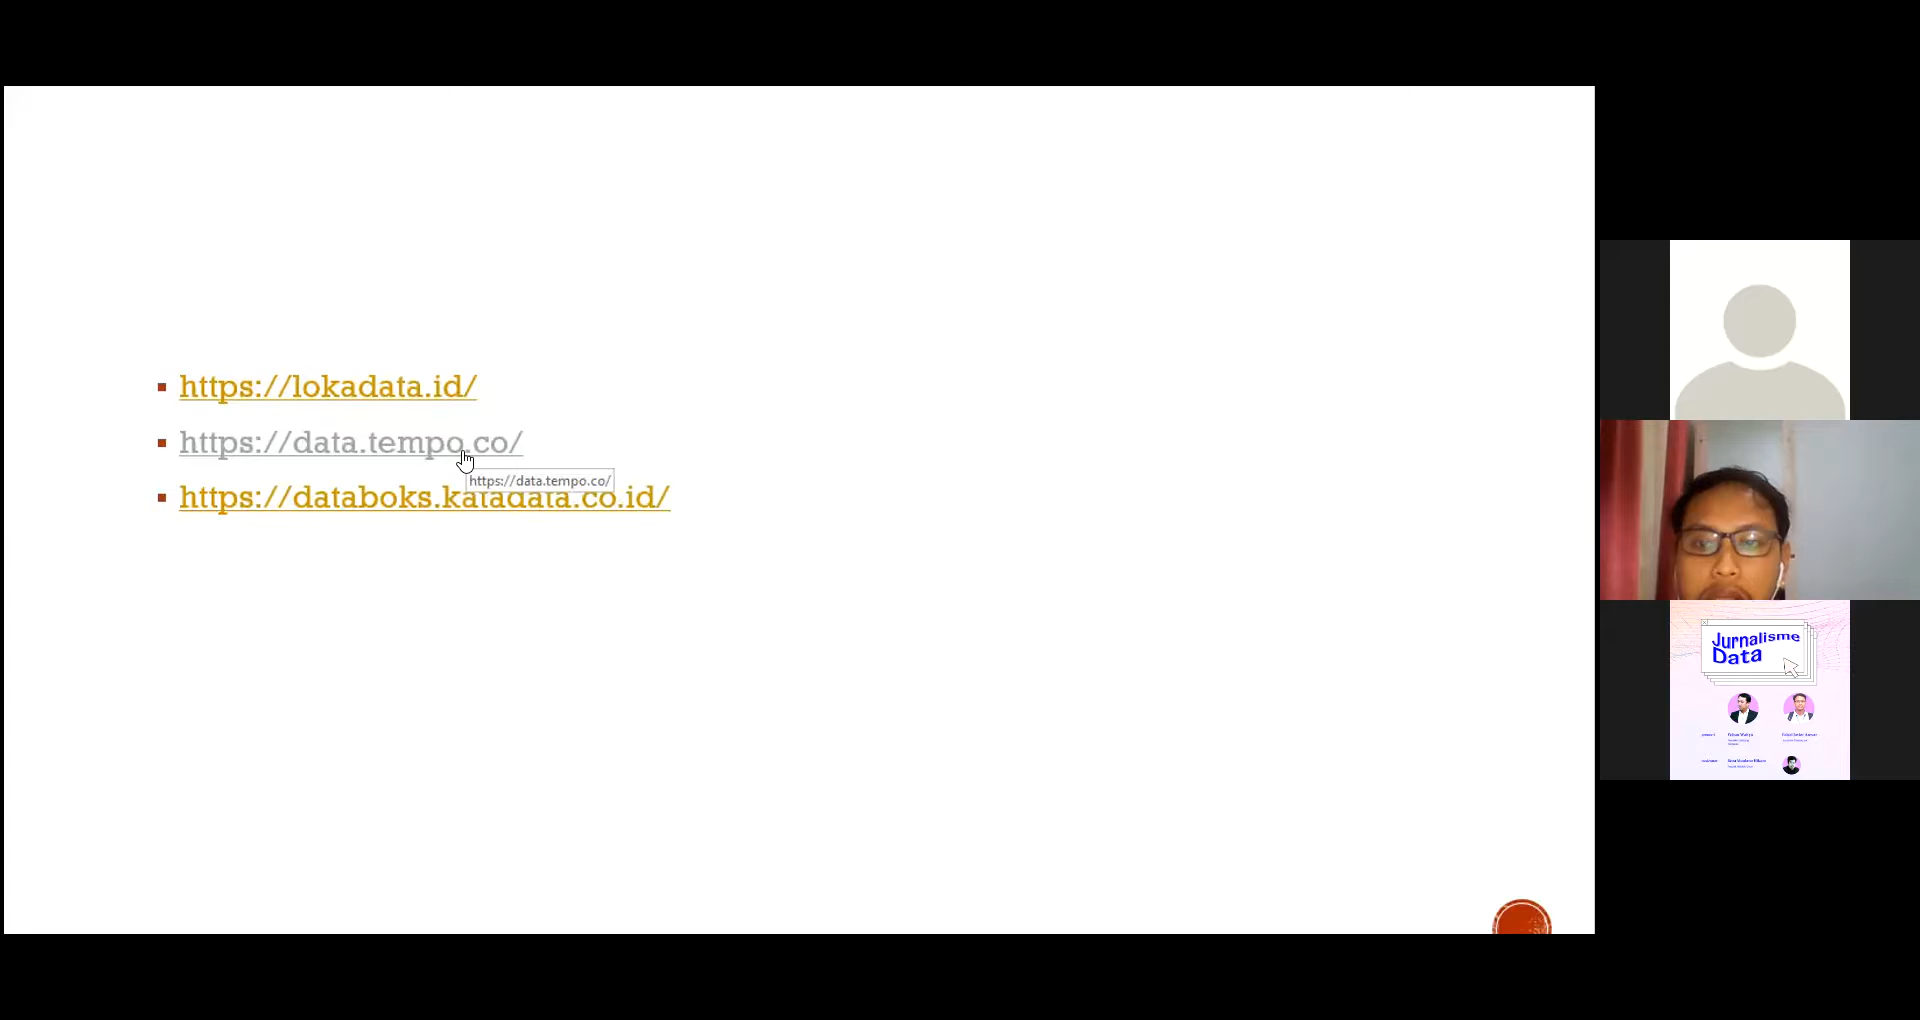 https://lokadata.id/
https://data.tempo.co/
https://data.tempo.co/
https://databoks.katadata.co.id/
Jurnalisme
Data